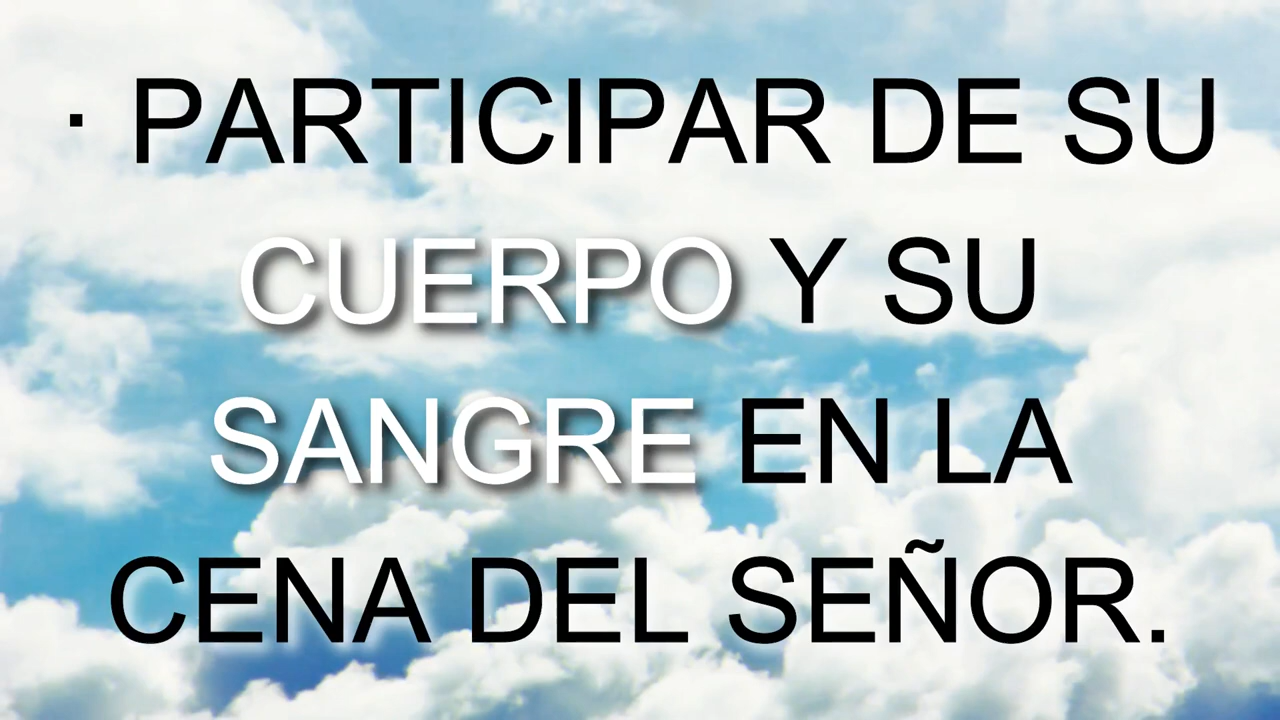 · PARTICIPAR DE SU
CUERPO Y SU
SANGRE EN LA
CENA DEL SEÑOR.